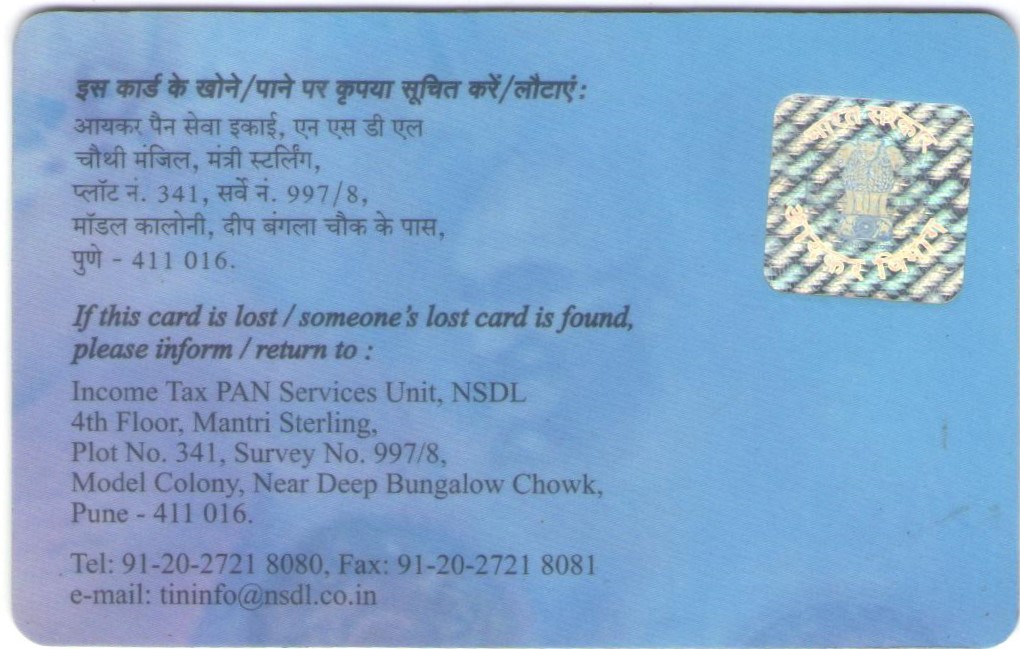 इस कार्ड के खोने/पाने पर कृपया सूचित करें/लौटाएं:
आयकर पैन सेवा इकाई, एन एस डी एल
चौथी मंजिल, मंत्री स्टर्लिंग,
प्लॉट नं. 341, सर्वे नं. 997/8,
मॉडल कालोनी, दीप बंगला चौक के पास,
पुणे - 411 016.
भारत सरकार
आयकर विभाग
If this card is lost / someone's lost card is found,
please inform / return to :
Income Tax PAN Services Unit, NSDL
4th Floor, Mantri Sterling,
Plot No. 341, Survey No. 997/8,
Model Colony, Near Deep Bungalow Chowk,
Pune - 411 016.
Tel: 91-20-2721 8080, Fax: 91-20-2721 8081
e-mail: tininfo@nsdl.co.in